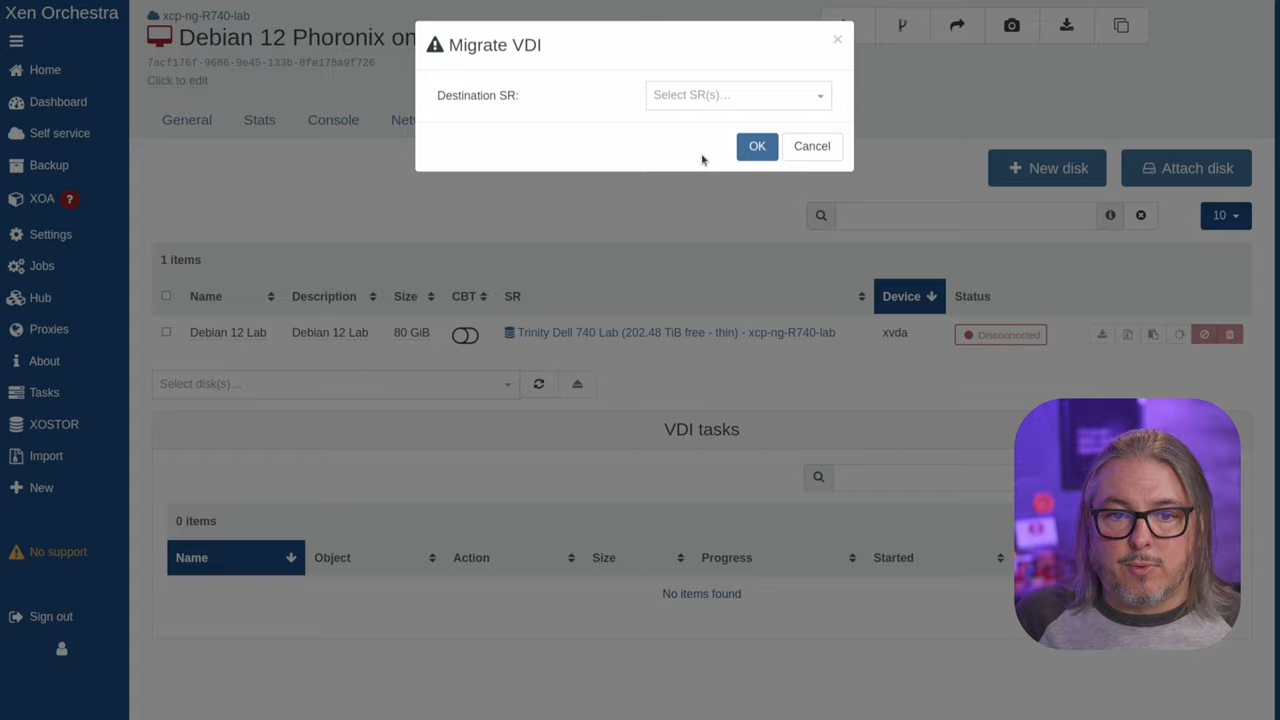 Xen Orchestra
Home
Dashboard
Self service
Backup
XOA ?
Settings
Jobs
Hub
Proxies
About
Tasks
XOSTOR
Import
New
No support
Sign out
xcp-ng-R740-lab
Debian 12 Phoronix on
7acf176f-9686-9e45-133b-8fe178a9f726
Click to edit
General Stats Console Net
Migrate VDI ×
Destination SR: Select SR(s)...
OK Cancel
New disk Attach disk
10
1 items
Name Description Size CBT SR Device Status
Debian 12 Lab Debian 12 Lab 80 GiB Trinity Dell 740 Lab (202.48 TiB free - thin) - xcp-ng-R740-lab xvda Disconnected
Select disk(s)...
VDI tasks
0 items
Name Object Action Size Progress Started
No items found